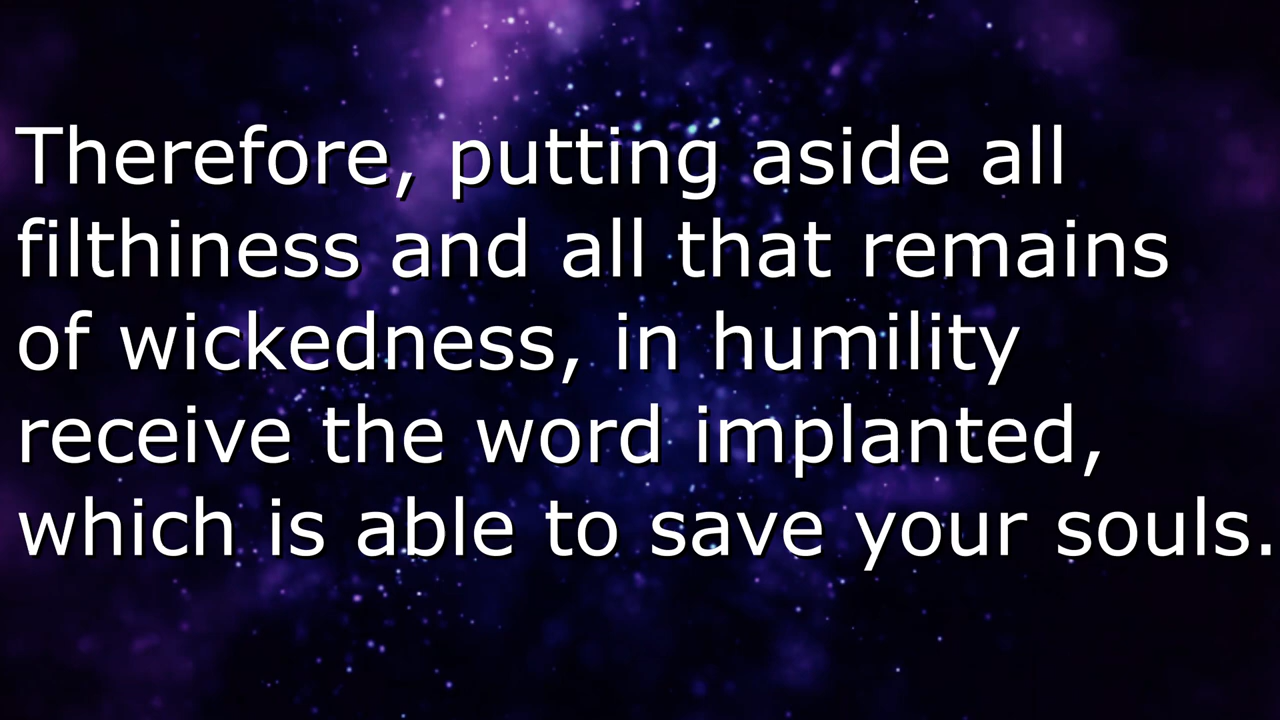 Therefore, putting aside all
filthiness and all that remains
of wickedness, in humility
receive the word implanted,
which is able to save your souls.